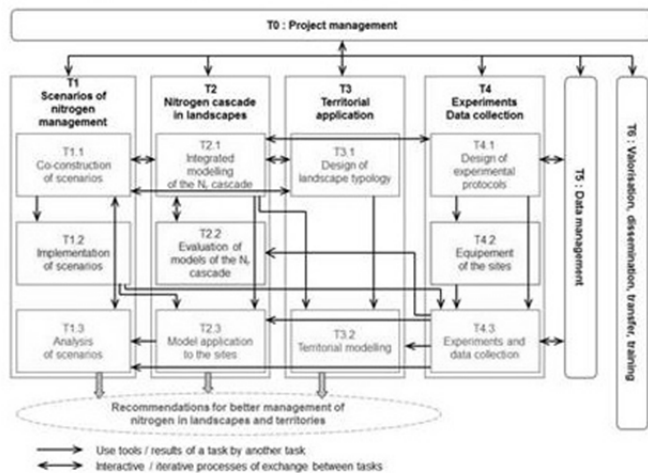 T0 : Project management
T1
Scenarios of
nitrogen
management
T2
Nitrogen cascade
in landscapes
T3
Territorial
application
T4
Experiments
Data collection
T1.1
Co-construction
of scenarios
T2.1
Integrated
modelling
of the Nr cascade
T3.1
Design of
landscape typology
T4.1
Design of
experimental
protocols
T1.2
Implementation
of scenarios
T2.2
Evaluation of
models of the Nr
cascade
T4.2
Equipement
of the sites
T1.3
Analysis
of scenarios
T2.3
Model application
to the sites
T3.2
Territorial modelling
T4.3
Experiments and
data collection
T5 : Data management
T6 : Valorisation, dissemination, transfer, training
Recommendations for better management of
nitrogen in landscapes and territories
Use tools / results of a task by another task
Interactive / iterative processes of exchange between tasks